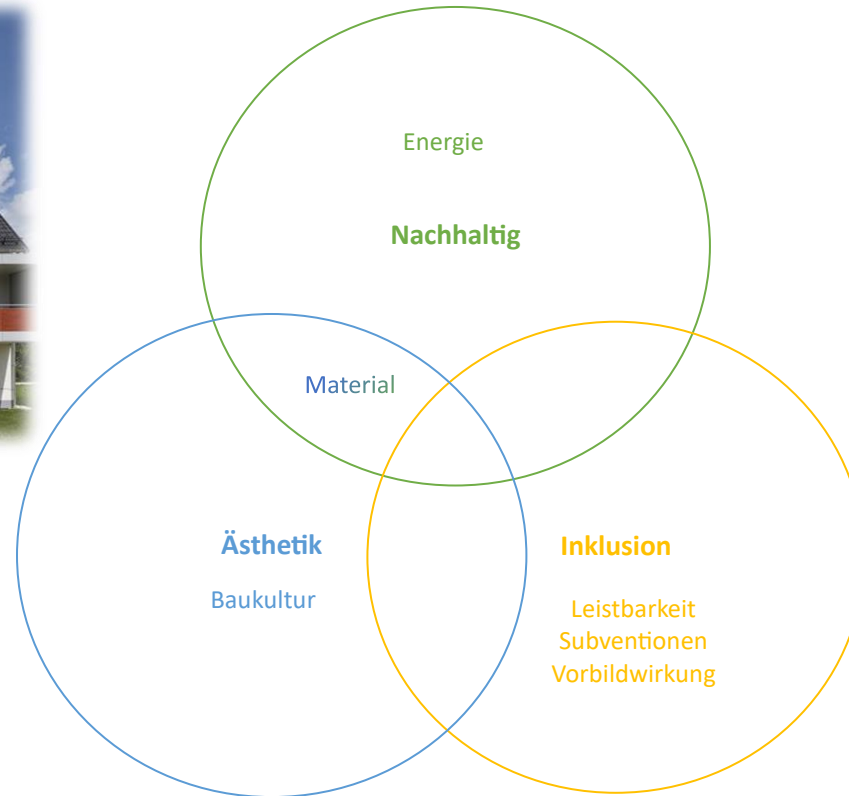 Energie
Nachhaltig
Material
Ästhetik
Baukultur
Inklusion
Leistbarkeit
Subventionen
Vorbildwirkung